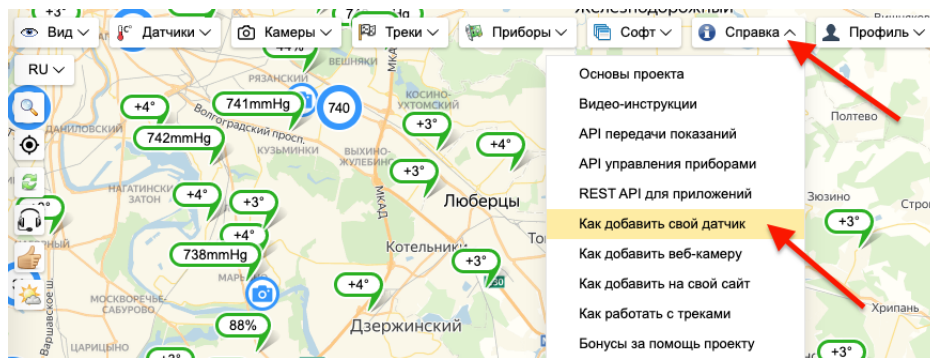 Железнодорожный
Вид
Датчики
Камеры
Треки
Приборы
Софт
Справка
Профиль
RU
ВЕШНЯКИ
РЯЗАНСКИЙ
КОСИНО-
УХТОМСКИЙ
+4°
741mmHg
740
Волгоградский просп.
+3°
ДАНИЛОВСКИЙ
742mmHg
КУЗЬМИНКИ
ВЫХИНО-
ЖУЛЕБИНО
+4°
+3°
НАГАТИНСКИЙ
ЗАТОН
+4°
+3°
МКАД
Люберцы
+4°
738mmHg
Котельники
+3°
+4°
МОСКВОРЕЧЬЕ-
САБУРОВО
88%
Дзержинский
Варшавское ш.
ЦАРИЦЫНО
Основы проекта
Видео-инструкции
API передачи показаний
API управления приборами
REST API для приложений
Как добавить свой датчик
Как добавить веб-камеру
Как добавить на свой сайт
Как работать с треками
Бонусы за помощь проекту
Полтево
Зюзино
+3°
Хрипань
+3°